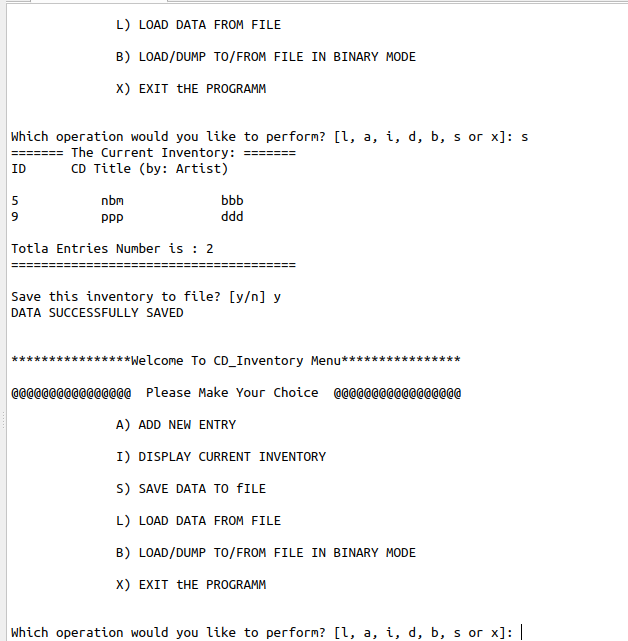 L) LOAD DATA FROM FILE
B) LOAD/DUMP TO/FROM FILE IN BINARY MODE
X) EXIT tHE PROGRAMM
Which operation would you like to perform? [l, a, i, d, b, s or x]: s
======= The Current Inventory: =======
ID CD Title (by: Artist)
5 nbm bbb
9 ppp ddd
Totla Entries Number is : 2
======================================
Save this inventory to file? [y/n] y
DATA SUCCESSFULLY SAVED
****************Welcome To CD_Inventory Menu****************
@@@@@@@@@@@@@@@@ Please Make Your Choice @@@@@@@@@@@@@@@@@
A) ADD NEW ENTRY
I) DISPLAY CURRENT INVENTORY
S) SAVE DATA TO fILE
L) LOAD DATA FROM FILE
B) LOAD/DUMP TO/FROM FILE IN BINARY MODE
X) EXIT tHE PROGRAMM
Which operation would you like to perform? [l, a, i, d, b, s or x]: